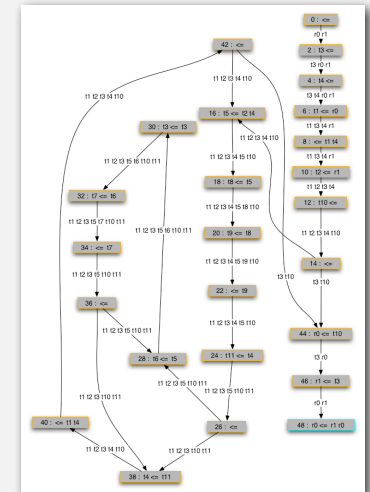 0 : <=
r0 r1
2 : t3 <=
t3 r0 r1
4 : t4 <=
t3 t4 r0 r1
6 : t1 <= r0
t1 t3 t4 r1
8 : <= t1 t4
t1 t3 t4 r1
10 : t2 <= r1
t1 t2 t3 t4
12 : t10 <=
t1 t2 t3 t4 t10
14 : <=
t3 t10
44 : r0 <= t10
t3 r0
46 : r1 <= t3
r0 r1
48 : r0 <= r1 r0
42 : <=
t1 t2 t3 t4 t10
t3 t10
16 : t5 <= t2 t4
t1 t2 t3 t4 t10
t1 t2 t3 t4 t5 t10
18 : t8 <= t5
t1 t2 t3 t4 t5 t8 t10
20 : t9 <= t8
t1 t2 t3 t4 t5 t9 t10
22 : <= t9
t1 t2 t3 t4 t5 t10
24 : t11 <= t4
t1 t2 t3 t5 t10 t11
26 : <=
t1 t2 t3 t5 t10 t11
t1 t2 t3 t5 t10 t11
28 : t6 <= t5
t1 t2 t3 t5 t6 t10 t11
30 : t3 <= t3
t1 t2 t3 t5 t6 t10 t11
32 : t7 <= t6
t1 t2 t3 t5 t7 t10 t11
34 : <= t7
t1 t2 t3 t5 t10 t11
36 : <=
t1 t2 t3 t5 t10 t11
t1 t2 t3 t5 t10 t11
38 : t4 <= t11
t1 t2 t3 t4 t10
40 : <= t1 t4
t1 t2 t3 t4 t10